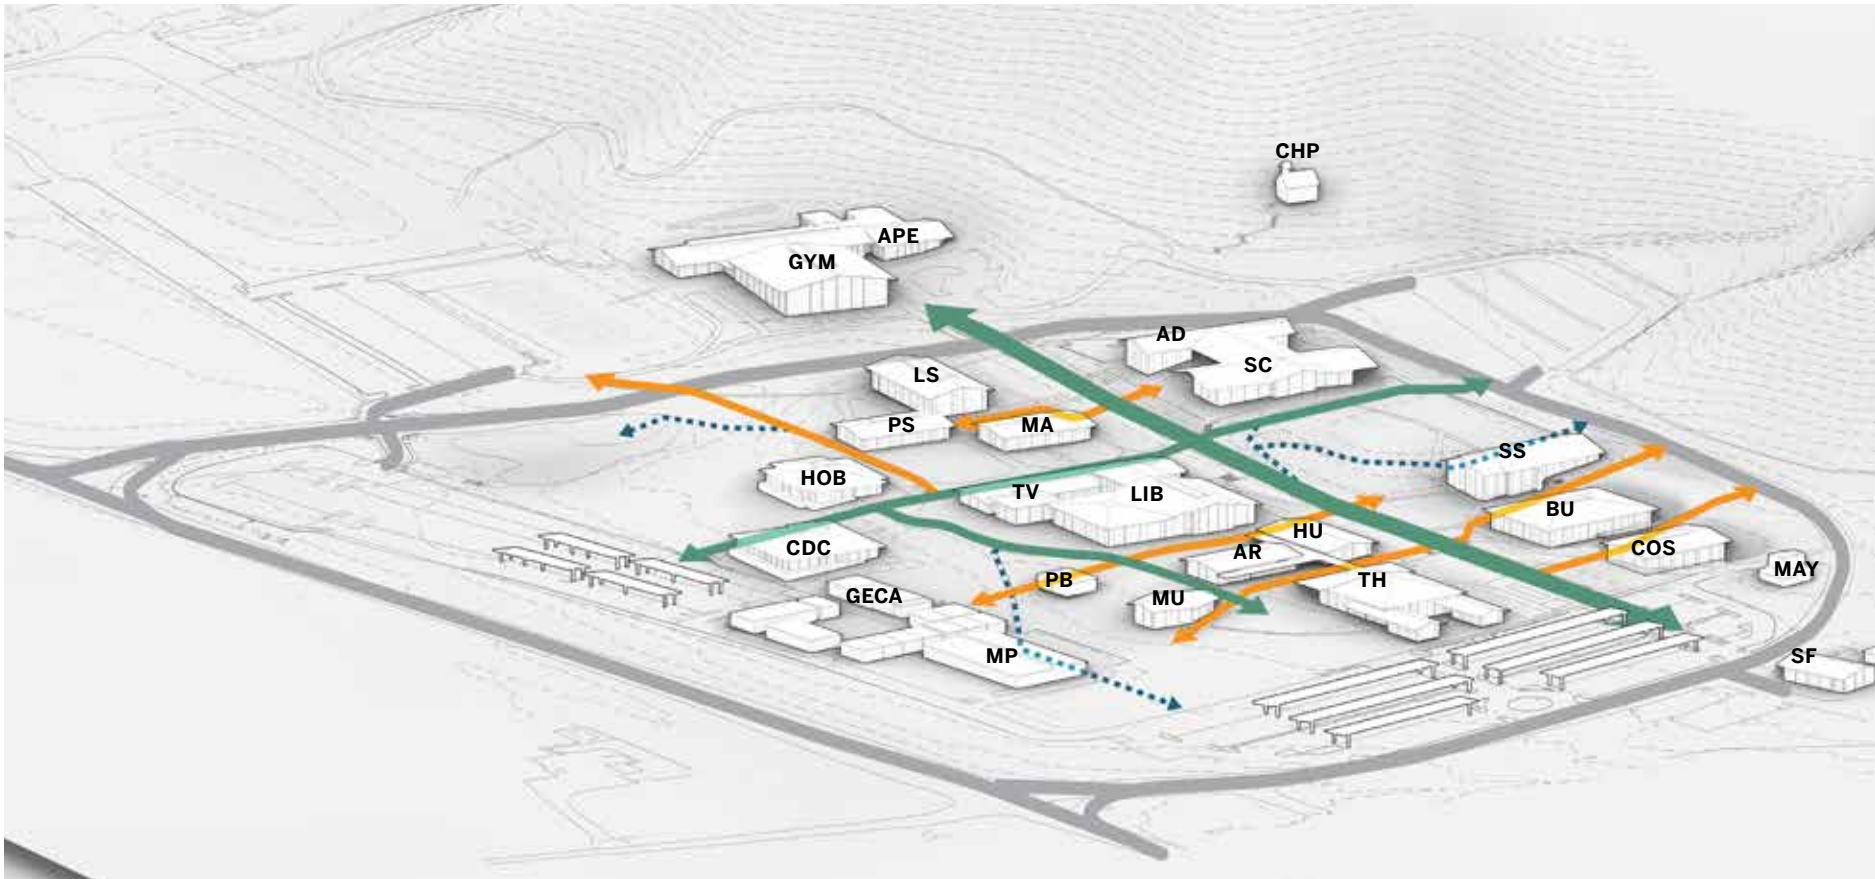 CHP
APE
GYM
AD
SC
LS
PS
MA
SS
HOB
TV
LIB
BU
HU
COS
CDC
AR
MAY
PB
TH
GECA
MU
MP
SF